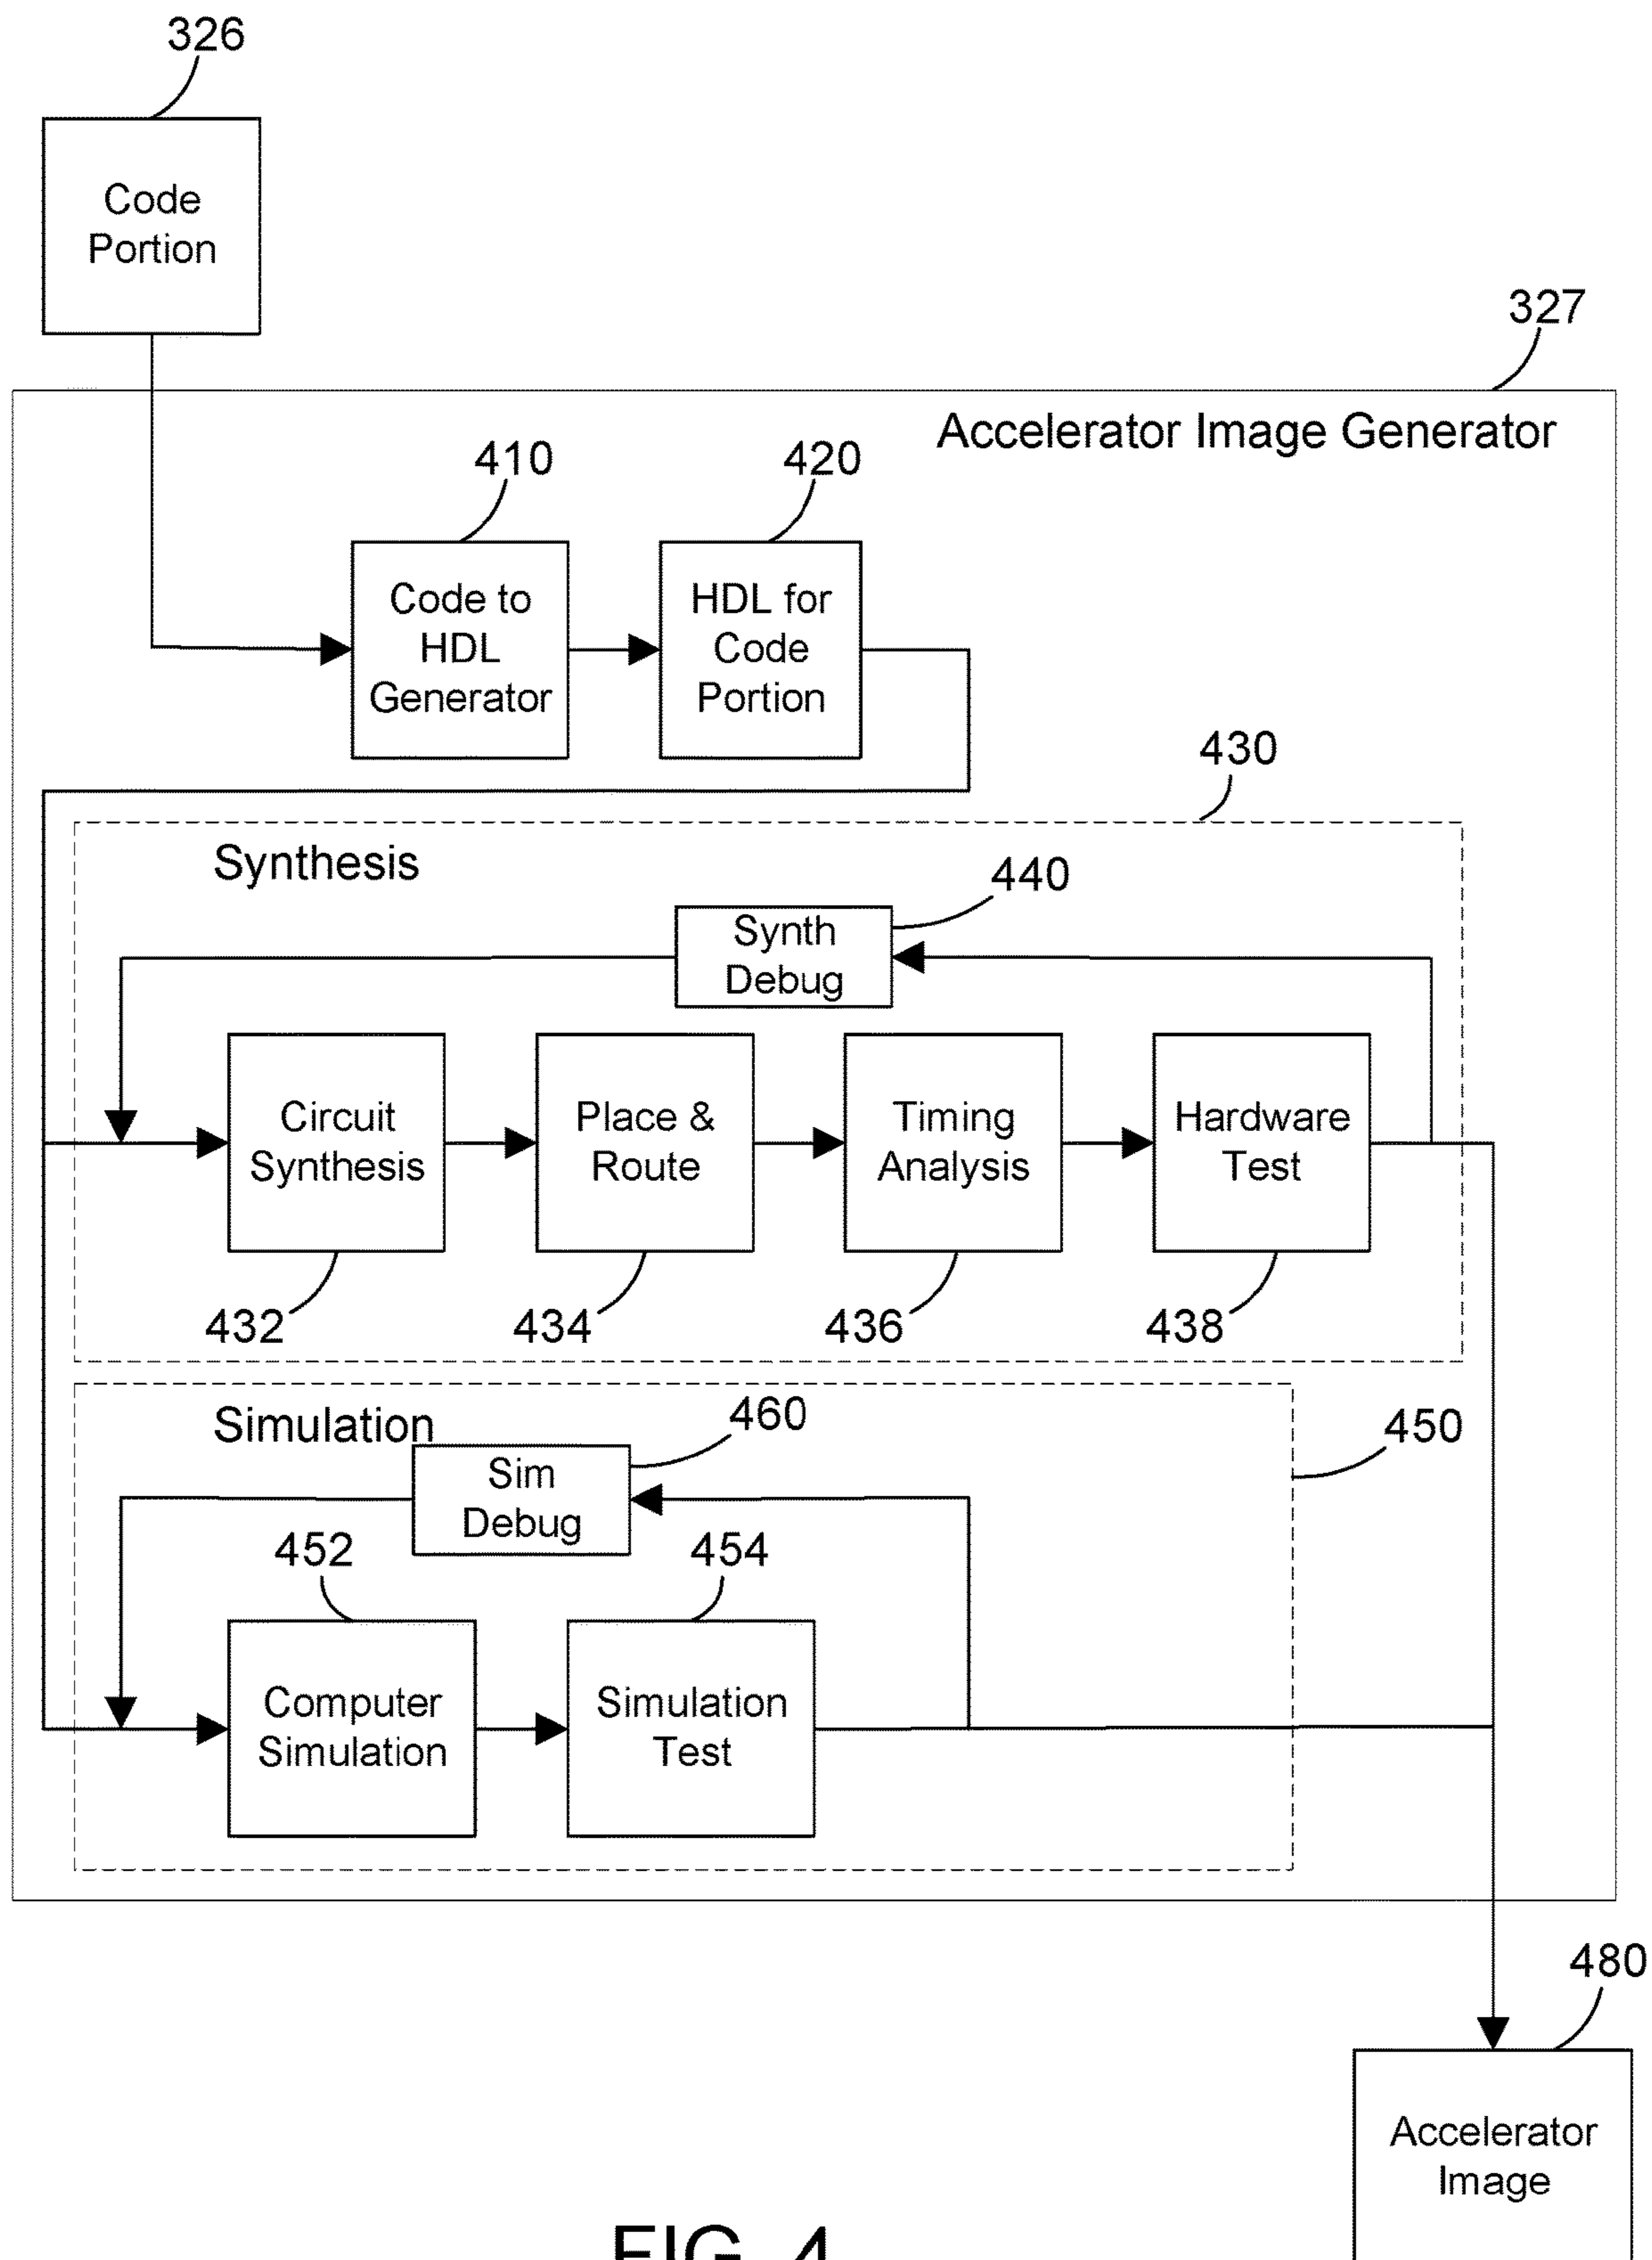 326
Code
Portion
327
Accelerator Image Generator
410
420
Code to
HDL
Generator
HDL for
Code
Portion
430
Synthesis
440
Synth
Debug
Circuit
Synthesis
Place &
Route
Timing
Analysis
Hardware
Test
432
434
436
438
Simulation
460
450
Sim
Debug
452
454
Computer
Simulation
Simulation
Test
480
Accelerator
Image
FIG. 4